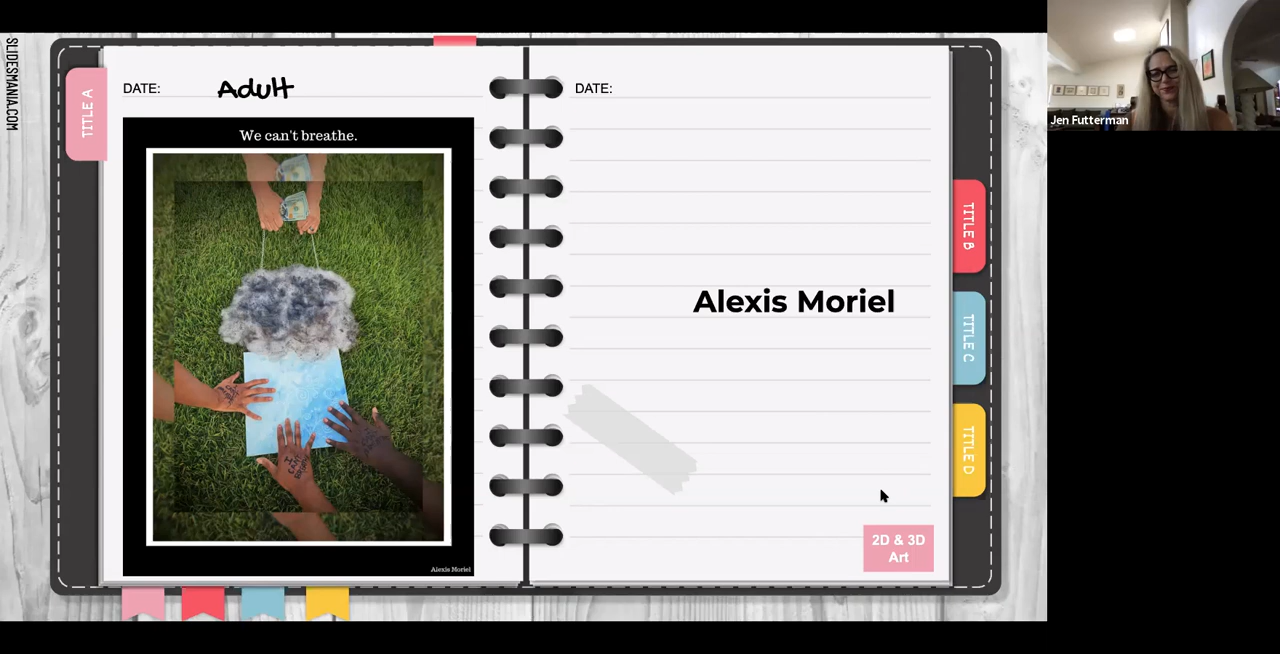 SLIDESMANIA.COM
TITLE A
DATE:
Adult
We can't breathe.
I
CAN'T
Alexis Moriel
DATE:
Alexis Moriel
2D & 3D
Art
TITLE B
TITLE C
TITLE D
Jen Futterman